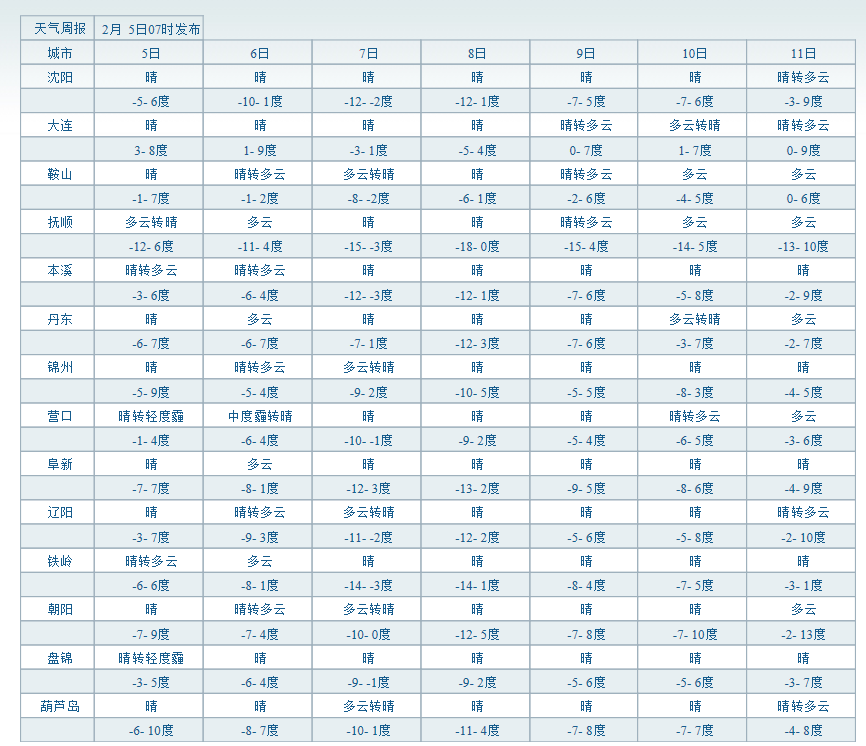 天气周报 2月 5日07时发布
城市 5日 6日 7日 8日 9日 10日 11日
沈阳 晴 晴 晴 晴 晴 晴 晴转多云
-5- 6度 -10- 1度 -12- -2度 -12- 1度 -7- 5度 -7- 6度 -3- 9度
大连 晴 晴 晴 晴 晴转多云 多云转晴 晴转多云
3- 8度 1- 9度 -3- 1度 -5- 4度 0- 7度 1- 7度 0- 9度
鞍山 晴 晴转多云 多云转晴 晴 晴转多云 多云 多云
-1- 7度 -1- 2度 -8- -2度 -6- 1度 -2- 6度 -4- 5度 0- 6度
抚顺 多云转晴 多云 晴 晴 晴转多云 多云 多云
-12- 6度 -11- 4度 -15- -3度 -18- 0度 -15- 4度 -14- 5度 -13- 10度
本溪 晴转多云 晴转多云 晴 晴 晴 晴 晴
-3- 6度 -6- 4度 -12- -3度 -12- 1度 -7- 6度 -5- 8度 -2- 9度
丹东 晴 多云 晴 晴 晴 多云转晴 多云
-6- 7度 -6- 7度 -7- 1度 -12- 3度 -7- 6度 -3- 7度 -2- 7度
锦州 晴 晴转多云 多云转晴 晴 晴 晴 晴
-5- 9度 -5- 4度 -9- 2度 -10- 5度 -5- 5度 -8- 3度 -4- 5度
营口 晴转轻度霾 中度霾转晴 晴 晴 晴 晴转多云 多云
-1- 4度 -6- 4度 -10- -1度 -9- 2度 -5- 4度 -6- 5度 -3- 6度
阜新 晴 多云 晴 晴 晴 晴 晴
-7- 7度 -8- 1度 -12- 3度 -13- 2度 -9- 5度 -8- 6度 -4- 9度
辽阳 晴 晴转多云 多云转晴 晴 晴 晴 晴转多云
-3- 7度 -9- 3度 -11- -2度 -12- 2度 -5- 6度 -5- 8度 -2- 10度
铁岭 晴转多云 多云 晴 晴 晴 晴 晴
-6- 6度 -8- 1度 -14- -3度 -14- 1度 -8- 4度 -7- 5度 -3- 1度
朝阳 晴 晴转多云 多云转晴 晴 晴 晴 多云
-7- 9度 -7- 4度 -10- 0度 -12- 5度 -7- 8度 -7- 10度 -2- 13度
盘锦 晴转轻度霾 晴 晴 晴 晴 晴 晴
-3- 5度 -6- 4度 -9- -1度 -9- 2度 -5- 6度 -5- 6度 -3- 7度
葫芦岛 晴 晴 多云转晴 晴 晴 晴 晴转多云
-6- 10度 -8- 7度 -10- 1度 -11- 4度 -7- 8度 -7- 7度 -4- 8度